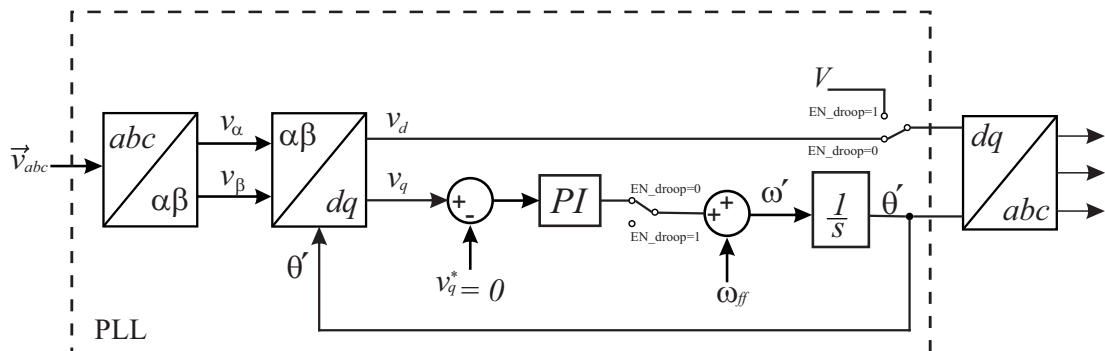 V
EN_droop=1
EN_droop=0
v⃗abc
abc
αβ
vα
vβ
αβ
dq
vd
vq
+
-
vq* = 0
PI
EN_droop=0
EN_droop=1
+
+
ωff
ω′
1
s
θ′
θ′
dq
abc
PLL